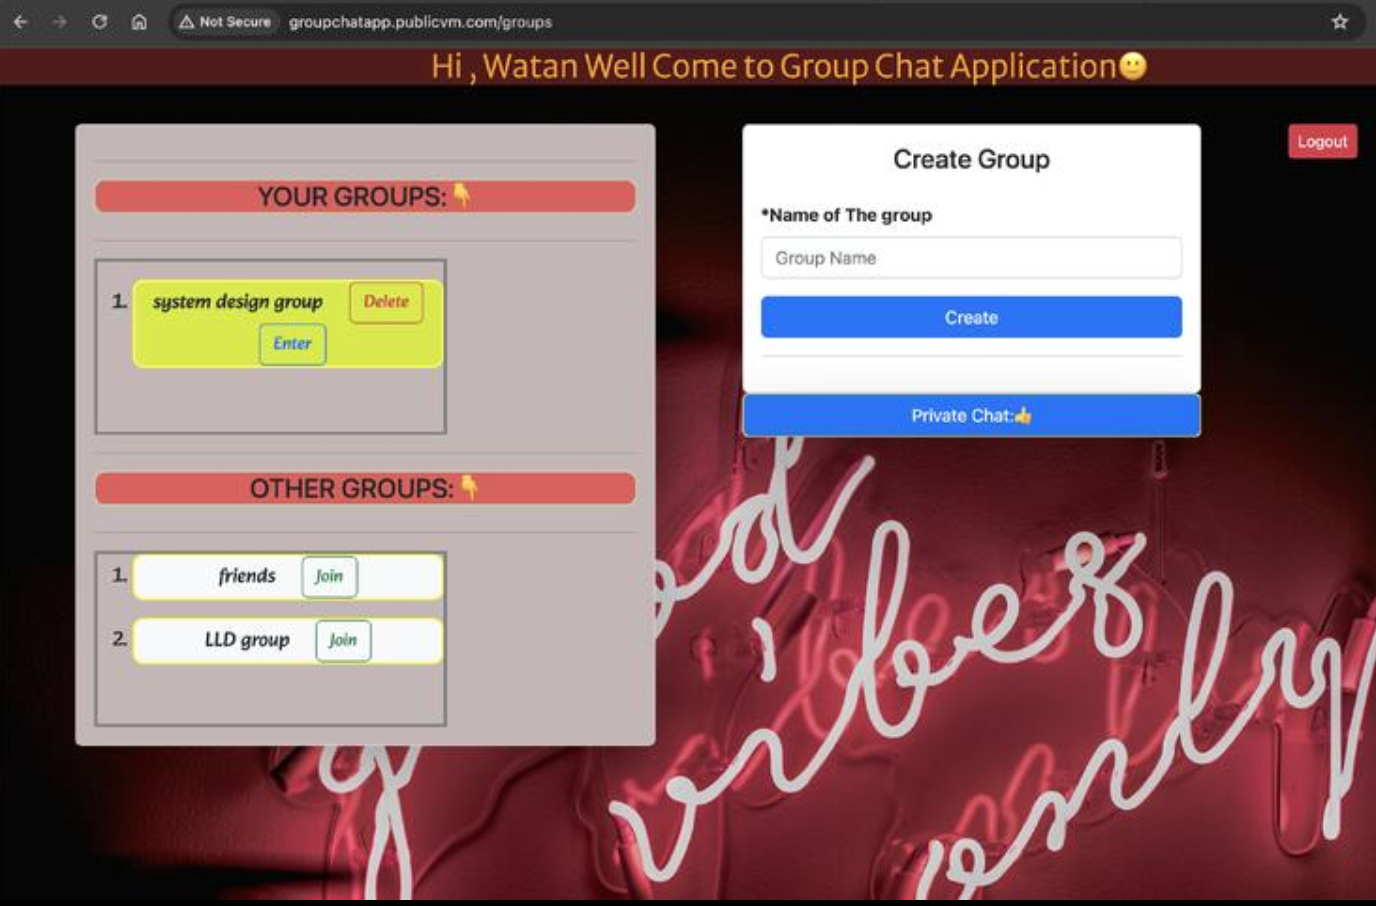 Not Secure groupchatapp.publicvm.com/groups
Hi , Watan Well Come to Group Chat Application🙂
Logout
YOUR GROUPS:👇
1. system design group Delete
Enter
OTHER GROUPS:👇
1. friends Join
2. LLD group Join
Create Group
*Name of The group
Group Name
Create
Private Chat:👍
vibes
only